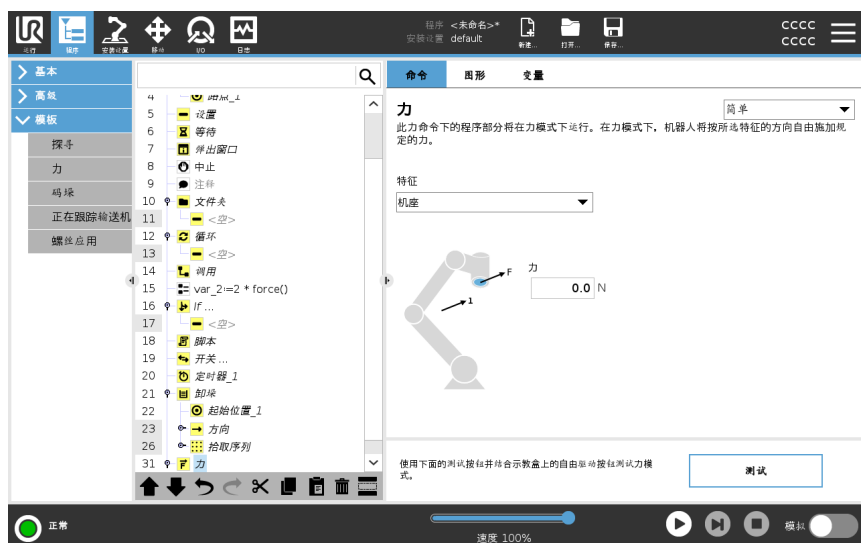 UR
运行
程序
安装设置
移动
I/O
日志
程序 <未命名>*
安装设置 default
新建...
打开...
保存...
CCCC
CCCC
基本
高级
模板
探寻
力
码垛
正在跟踪输送机
螺丝应用
4 路点_1
5 设置
6 等待
7 弹出窗口
8 中止
9 注释
10 文件夹
11 <空>
12 循环
13 <空>
14 调用
15 var_2≔2 * force()
16 If ...
17 <空>
18 脚本
19 开关 ...
20 定时器_1
21 卸垛
22 起始位置_1
23 方向
26 拾取序列
31 力
命令 图形 变量
力
简单
此力命令下的程序部分将在力模式下运行。在力模式下，机器人将按所选特征的方向自由施加规
定的力。
特征
机座
F
1
力
0.0 N
使用下面的测试按钮并结合示教盒上的自由驱动按钮测试力模
式。
测试
正常
速度 100%
模拟